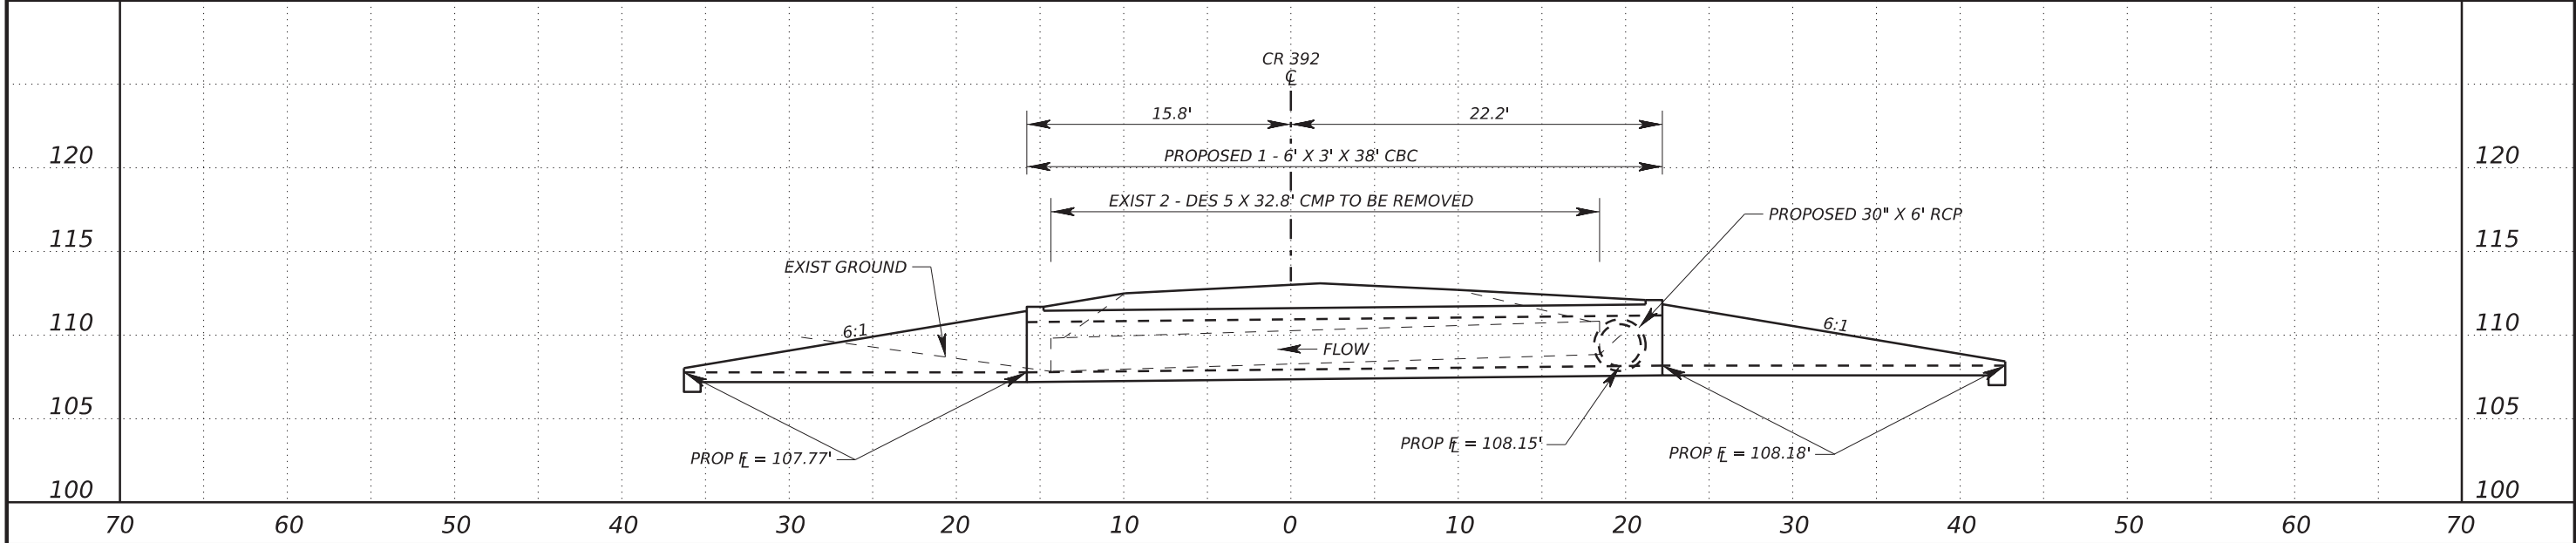 CR 392
℄
15.8' 22.2'
120 PROPOSED 1 - 6' X 3' X 38' CBC 120
EXIST 2 - DES 5 X 32.8' CMP TO BE REMOVED
PROPOSED 30" X 6' RCP
115 115
EXIST GROUND
110 6:1 6:1 110
FLOW
105 105
PROP FL = 108.15'
PROP FL = 108.18'
PROP FL = 107.77'
100 100
70 60 50 40 30 20 10 0 10 20 30 40 50 60 70